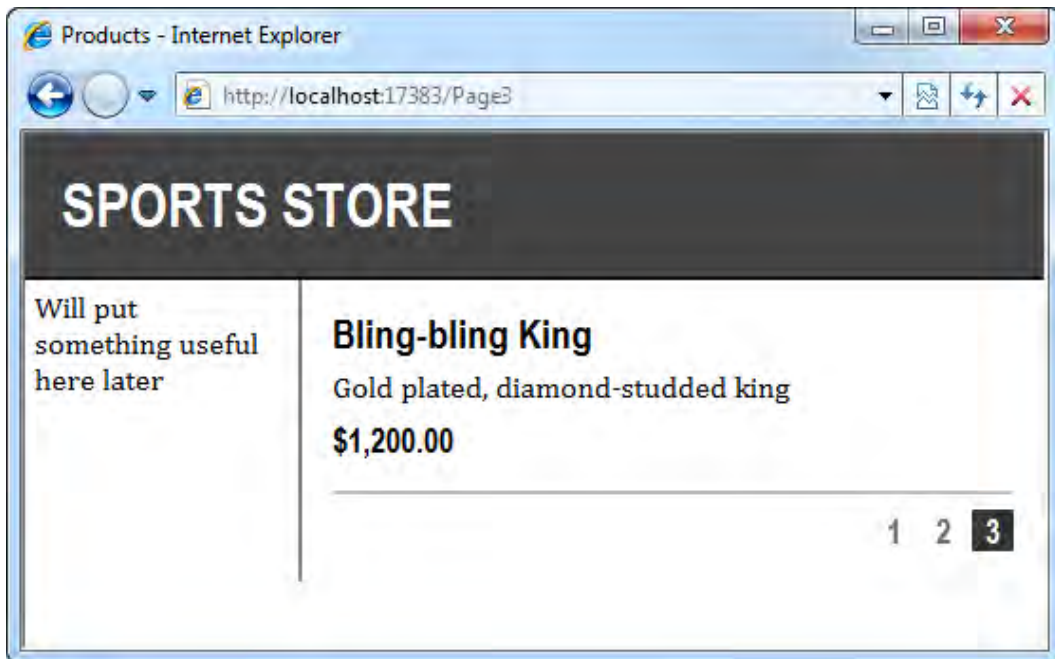 Products - Internet Explorer
http://localhost:17383/Page3
SPORTS STORE
Will put
something useful
here later
Bling-bling King
Gold plated, diamond-studded king
$1,200.00
1 2 3